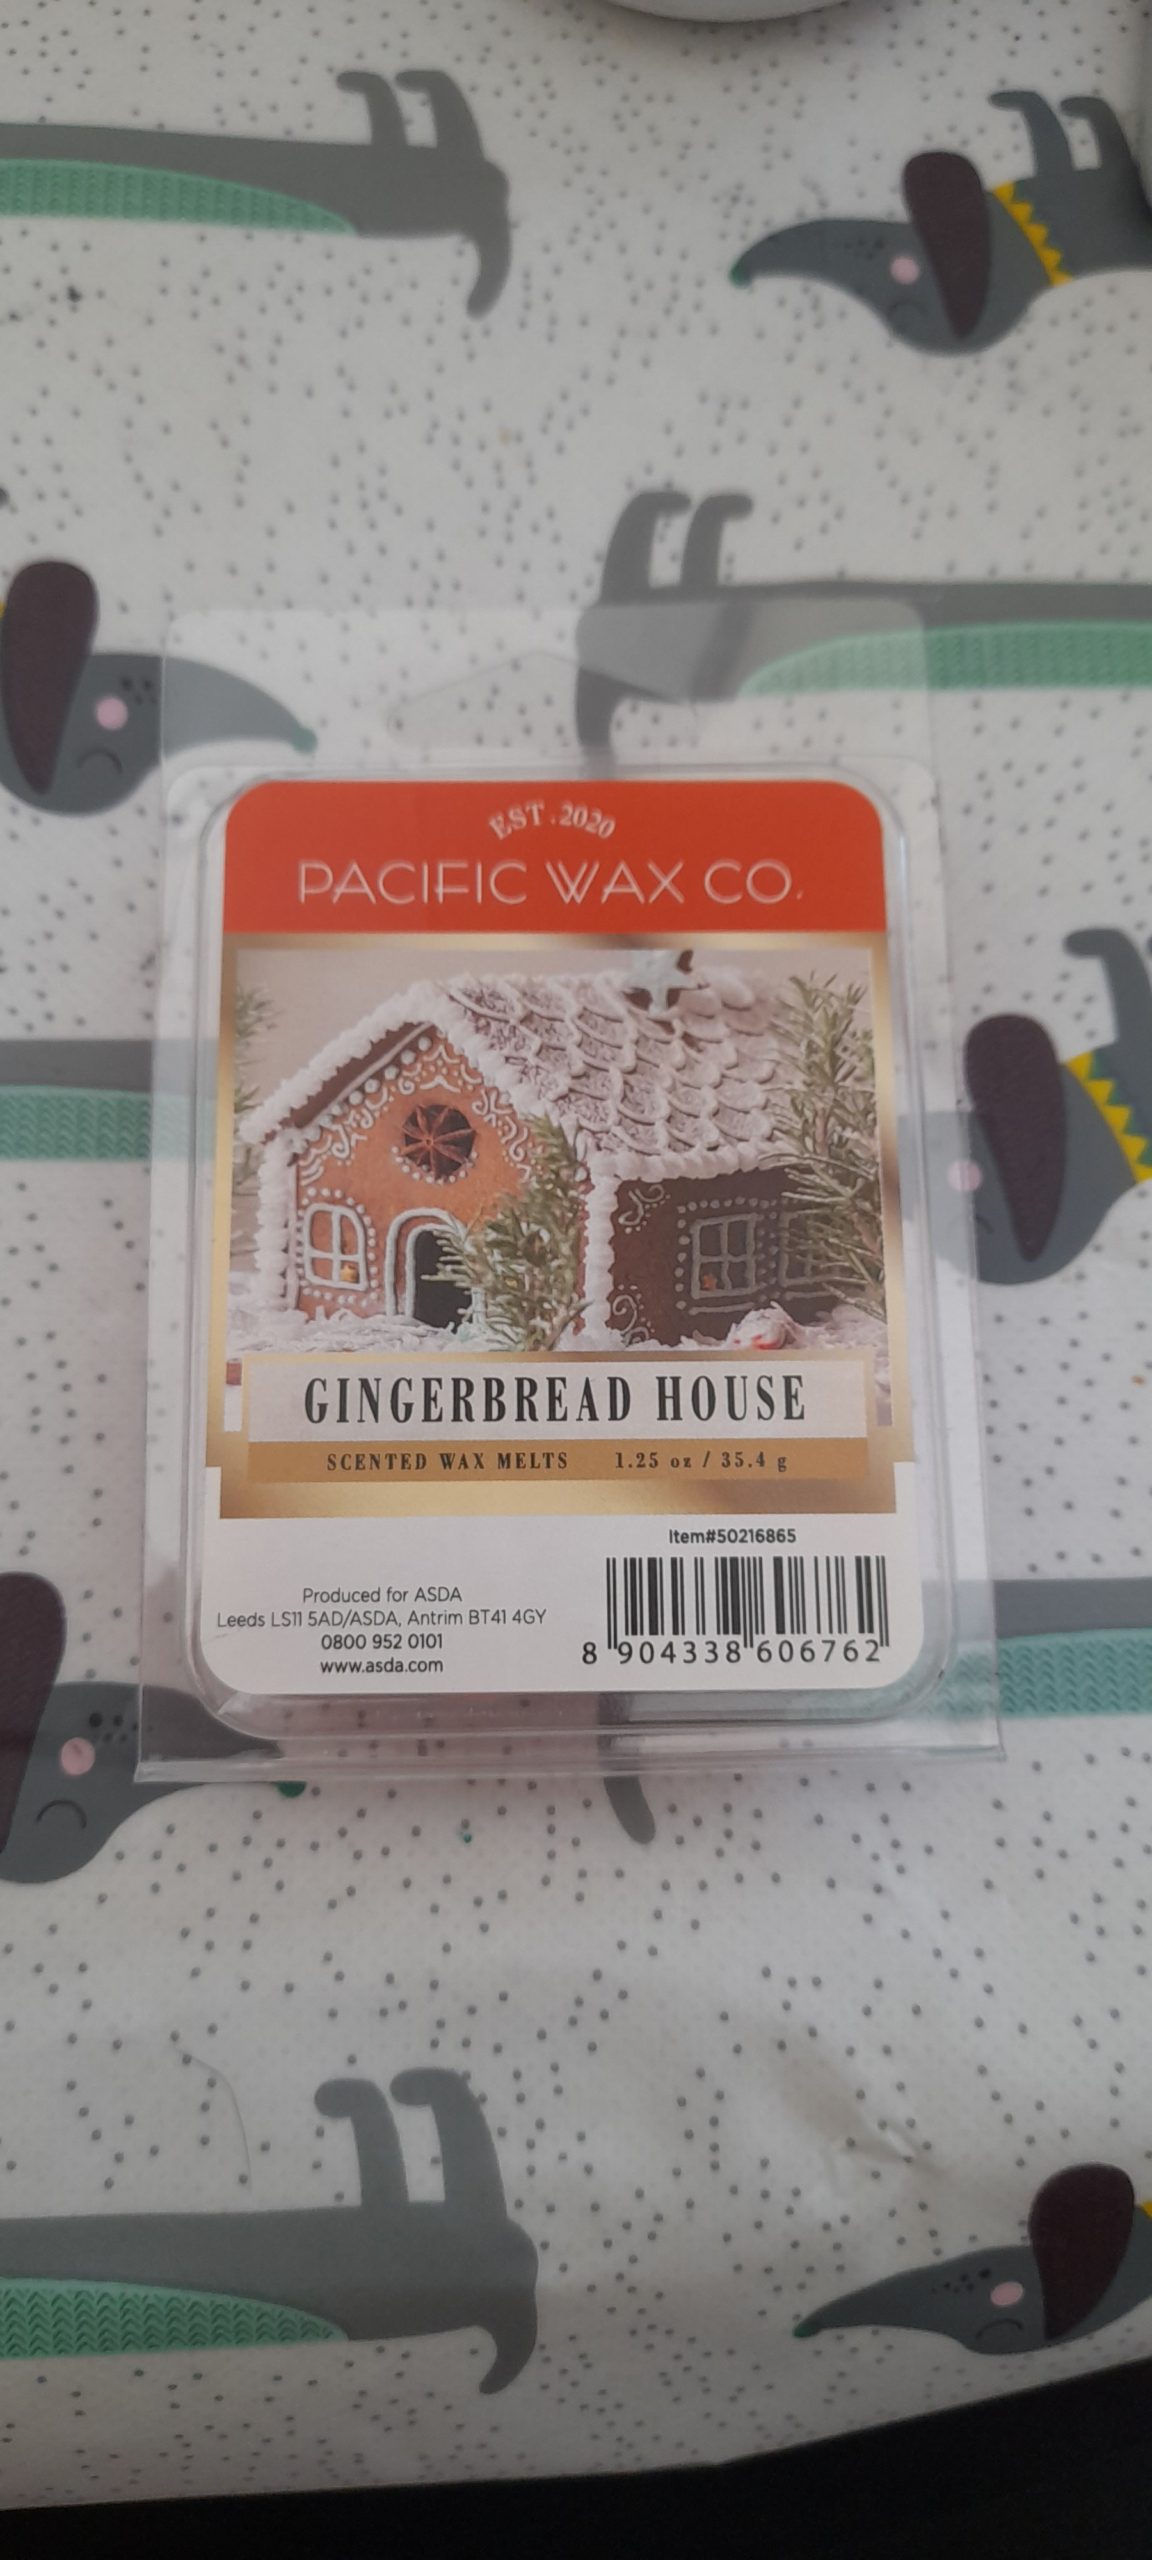 EST. 2020
PACIFIC WAX CO.
GINGERBREAD HOUSE
SCENTED WAX MELTS 1.25 oz / 35.4 g
Item#50216865
Produced for ASDA
Leeds LS11 5AD/ASDA, Antrim BT41 4GY
0800 952 0101
www.asda.com
8 904338 606762